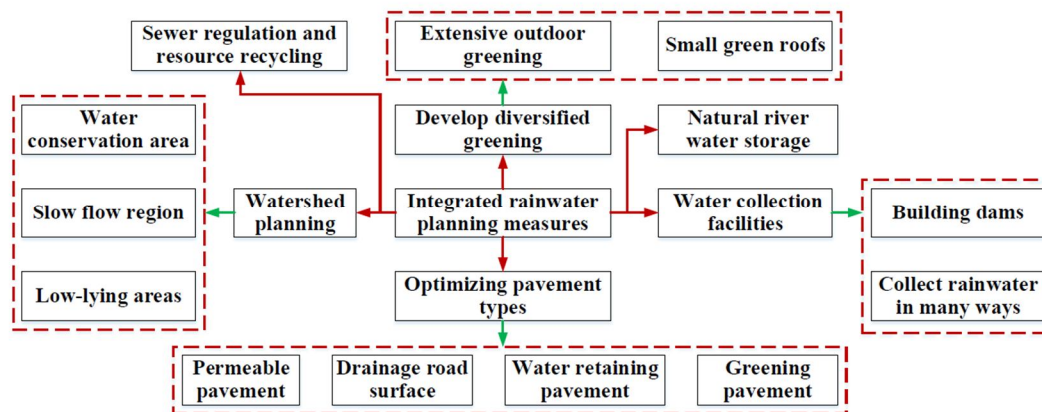 Sewer regulation and
resource recycling
Extensive outdoor
greening
Small green roofs
Water
conservation area
Develop diversified
greening
Natural river
water storage
Slow flow region
Watershed
planning
Integrated rainwater
planning measures
Water collection
facilities
Building dams
Low-lying areas
Optimizing pavement
types
Collect rainwater
in many ways
Permeable
pavement
Drainage road
surface
Water retaining
pavement
Greening
pavement